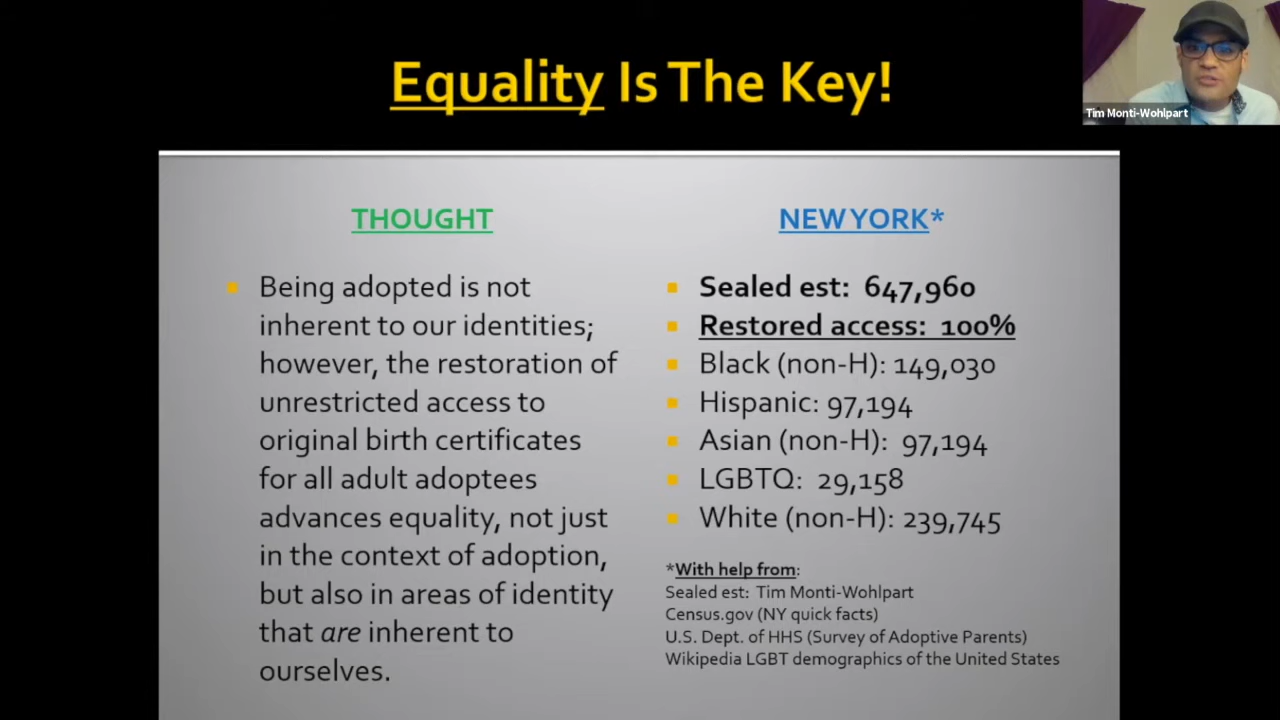 Equality Is The Key!
Tim Monti-Wohlpart
THOUGHT
Being adopted is not
inherent to our identities;
however, the restoration of
unrestricted access to
original birth certificates
for all adult adoptees
advances equality, not just
in the context of adoption,
but also in areas of identity
that are inherent to
ourselves.
NEW YORK*
Sealed est: 647,960
Restored access: 100%
Black (non-H): 149,030
Hispanic: 97,194
Asian (non-H): 97,194
LGBTQ: 29,158
White (non-H): 239,745
*With help from:
Sealed est: Tim Monti-Wohlpart
Census.gov (NY quick facts)
U.S. Dept. of HHS (Survey of Adoptive Parents)
Wikipedia LGBT demographics of the United States